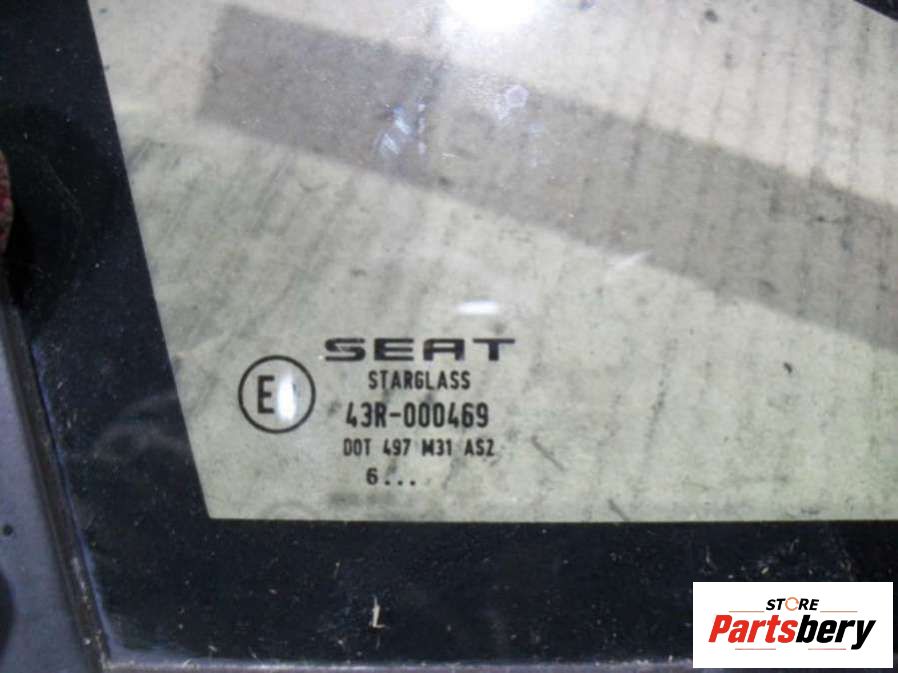 SEAT
STARGLASS
E
43R-000469
DOT 497 M31 AS2
6...
STORE
Partsbery